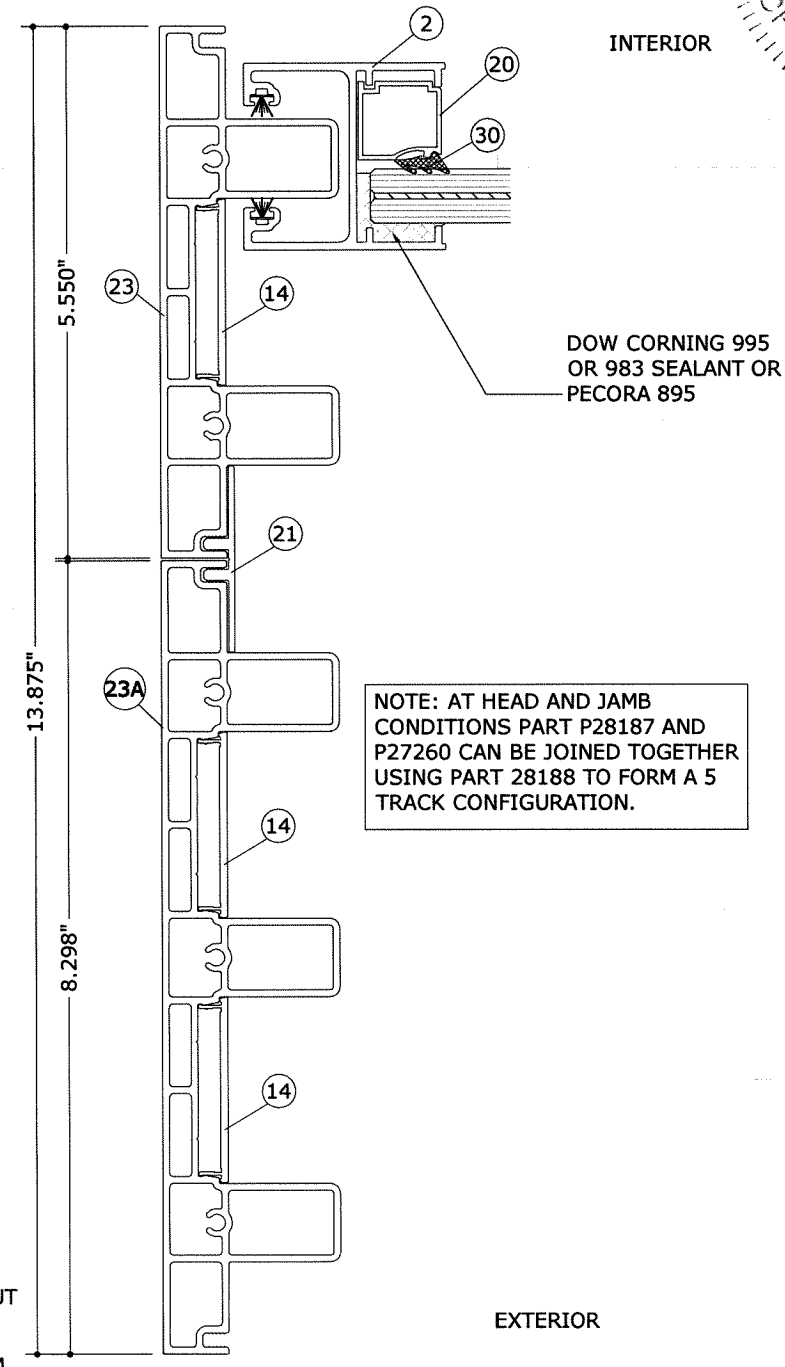 2
INTERIOR
20
30
5.550"
23
14
DOW CORNING 995
OR 983 SEALANT OR
PECORA 895
21
13.875"
23A
NOTE: AT HEAD AND JAMB
CONDITIONS PART P28187 AND
P27260 CAN BE JOINED TOGETHER
USING PART 28188 TO FORM A 5
TRACK CONFIGURATION.
14
8.298"
14
EXTERIOR